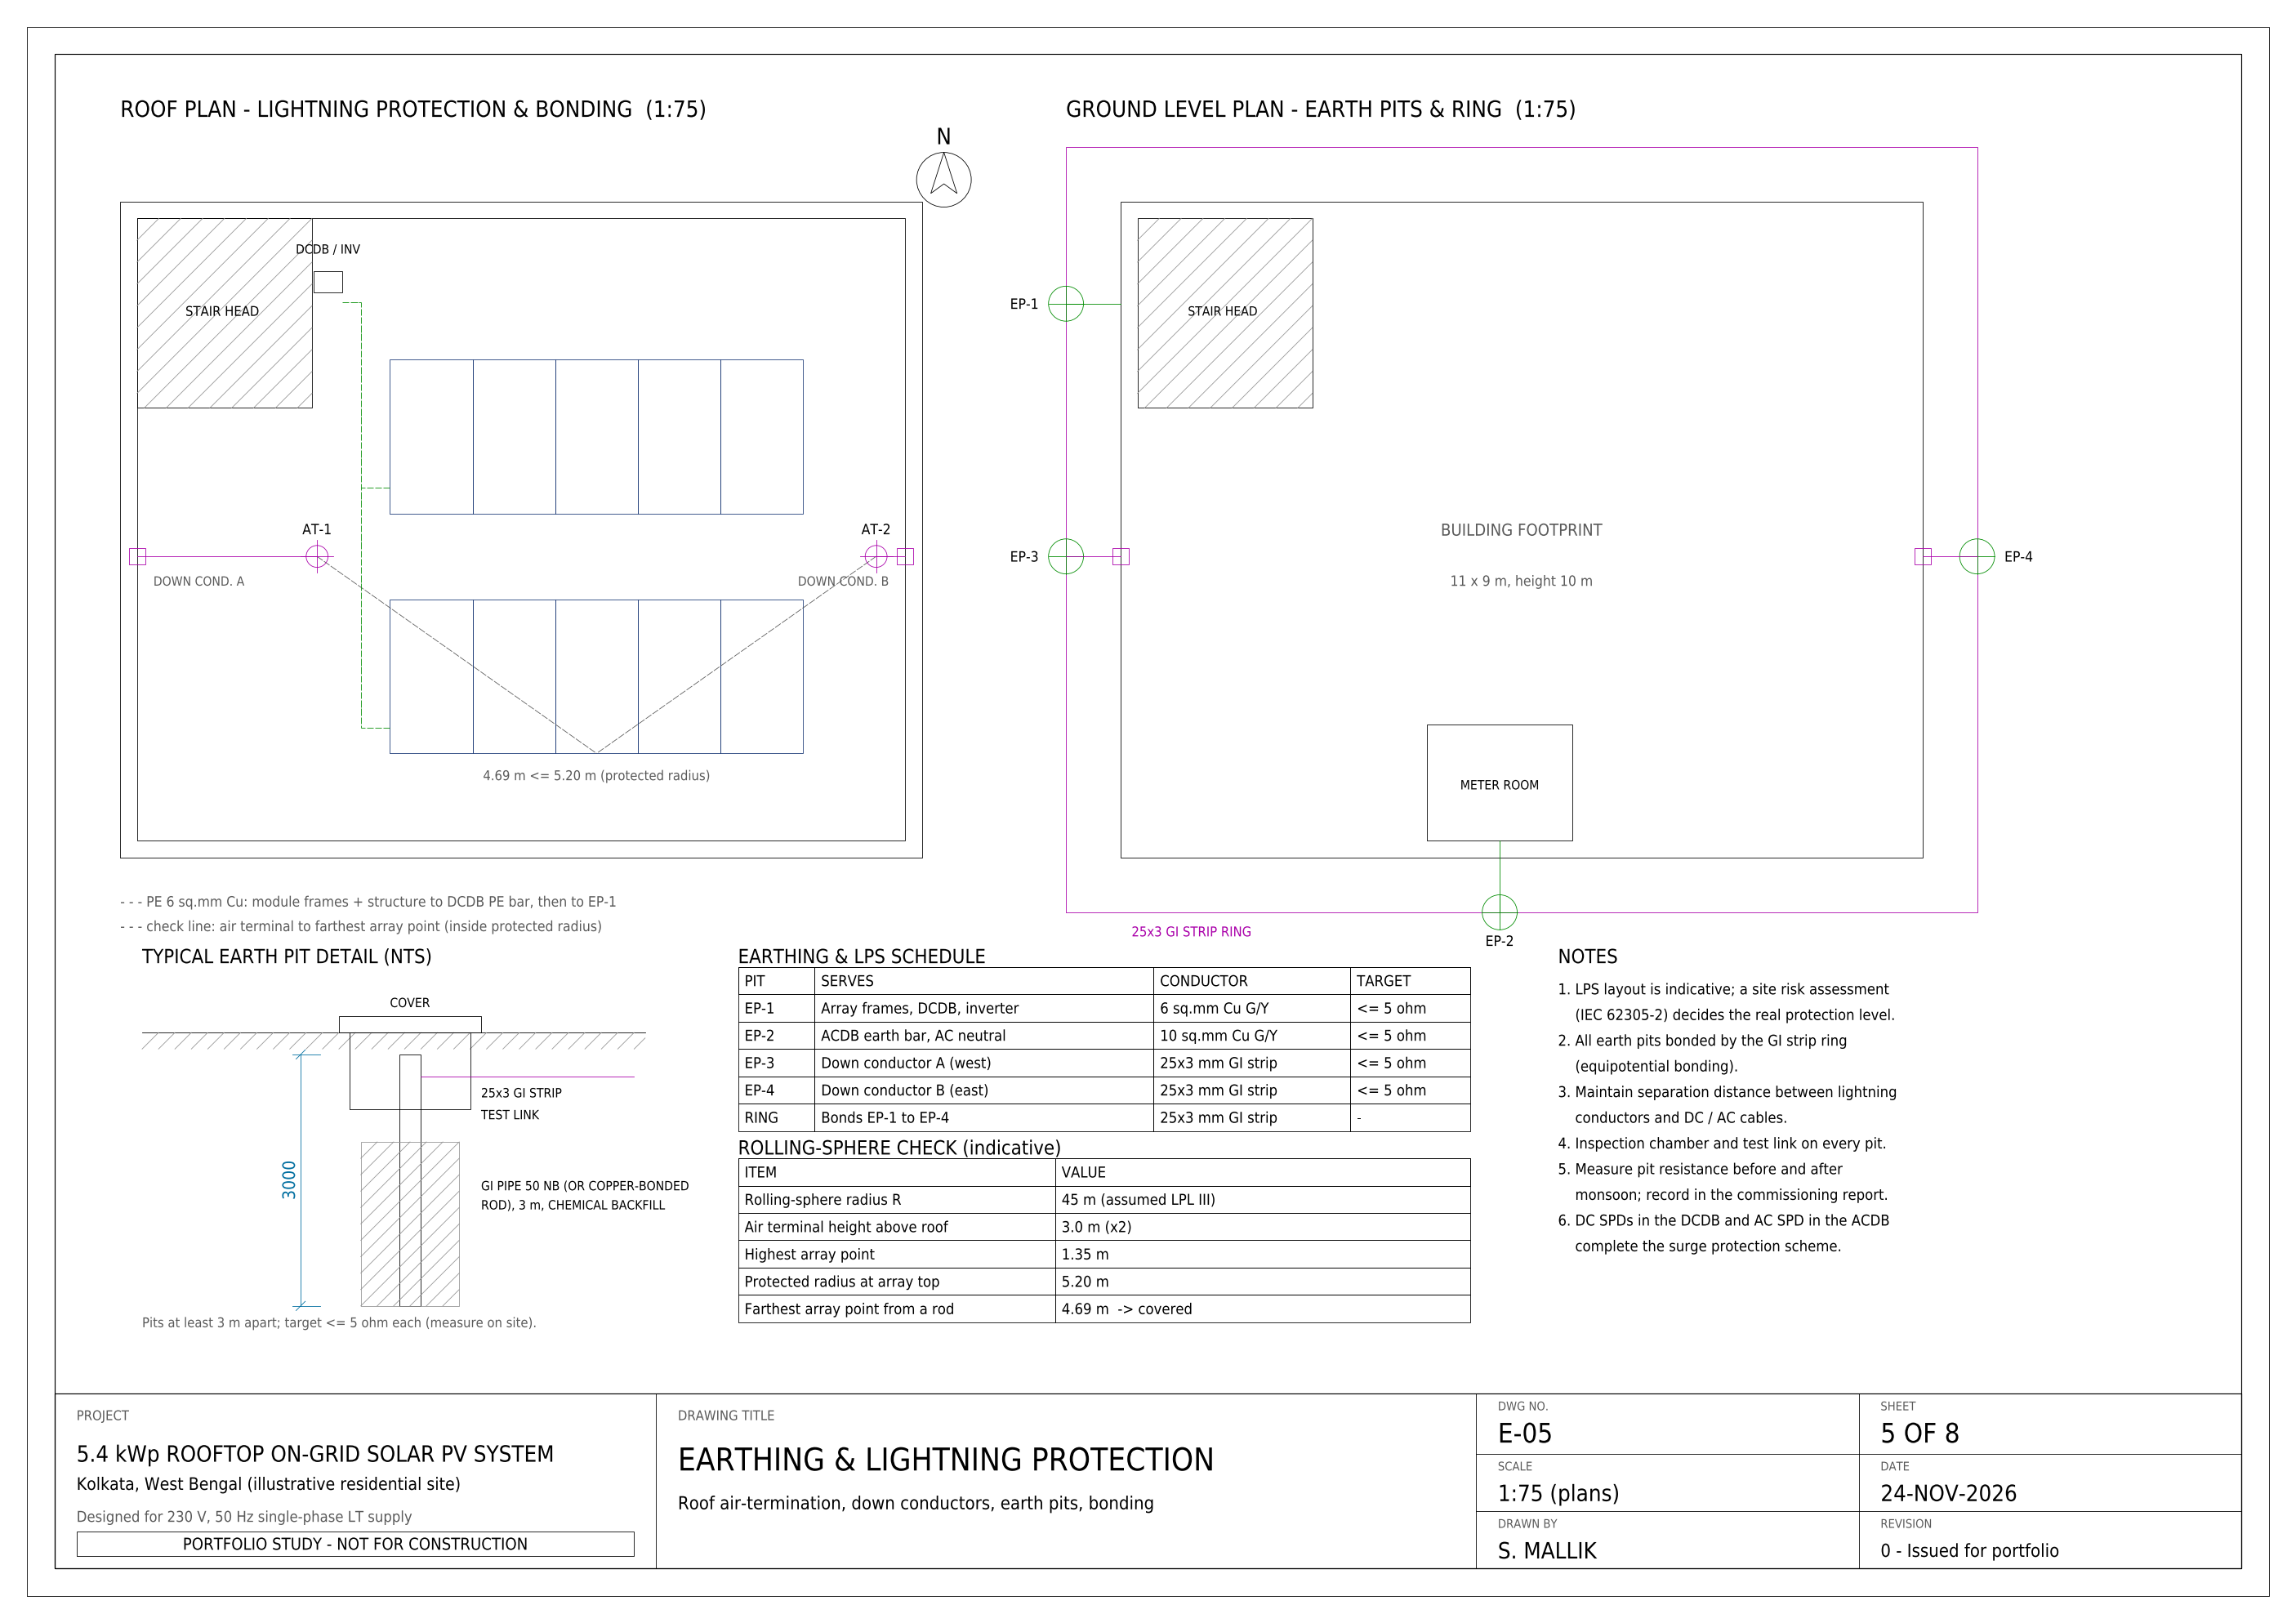 ROOF PLAN - LIGHTNING PROTECTION & BONDING (1:75)
N
DCDB / INV
STAIR HEAD
AT-1
AT-2
DOWN COND. A
DOWN COND. B
4.69 m <= 5.20 m (protected radius)
- - - PE 6 sq.mm Cu: module frames + structure to DCDB PE bar, then to EP-1
- - - check line: air terminal to farthest array point (inside protected radius)
GROUND LEVEL PLAN - EARTH PITS & RING (1:75)
EP-1
STAIR HEAD
EP-3
BUILDING FOOTPRINT
EP-4
11 x 9 m, height 10 m
METER ROOM
25x3 GI STRIP RING
EP-2
TYPICAL EARTH PIT DETAIL (NTS)
COVER
25x3 GI STRIP
TEST LINK
3000
GI PIPE 50 NB (OR COPPER-BONDED
ROD), 3 m, CHEMICAL BACKFILL
Pits at least 3 m apart; target <= 5 ohm each (measure on site).
EARTHING & LPS SCHEDULE
PIT SERVES CONDUCTOR TARGET
EP-1 Array frames, DCDB, inverter 6 sq.mm Cu G/Y <= 5 ohm
EP-2 ACDB earth bar, AC neutral 10 sq.mm Cu G/Y <= 5 ohm
EP-3 Down conductor A (west) 25x3 mm GI strip <= 5 ohm
EP-4 Down conductor B (east) 25x3 mm GI strip <= 5 ohm
RING Bonds EP-1 to EP-4 25x3 mm GI strip -
ROLLING-SPHERE CHECK (indicative)
ITEM VALUE
Rolling-sphere radius R 45 m (assumed LPL III)
Air terminal height above roof 3.0 m (x2)
Highest array point 1.35 m
Protected radius at array top 5.20 m
Farthest array point from a rod 4.69 m -> covered
NOTES
1. LPS layout is indicative; a site risk assessment
(IEC 62305-2) decides the real protection level.
2. All earth pits bonded by the GI strip ring
(equipotential bonding).
3. Maintain separation distance between lightning
conductors and DC / AC cables.
4. Inspection chamber and test link on every pit.
5. Measure pit resistance before and after
monsoon; record in the commissioning report.
6. DC SPDs in the DCDB and AC SPD in the ACDB
complete the surge protection scheme.
PROJECT
5.4 kWp ROOFTOP ON-GRID SOLAR PV SYSTEM
Kolkata, West Bengal (illustrative residential site)
Designed for 230 V, 50 Hz single-phase LT supply
PORTFOLIO STUDY - NOT FOR CONSTRUCTION
DRAWING TITLE
EARTHING & LIGHTNING PROTECTION
Roof air-termination, down conductors, earth pits, bonding
DWG NO.
E-05
SHEET
5 OF 8
SCALE
1:75 (plans)
DATE
24-NOV-2026
DRAWN BY
S. MALLIK
REVISION
0 - Issued for portfolio